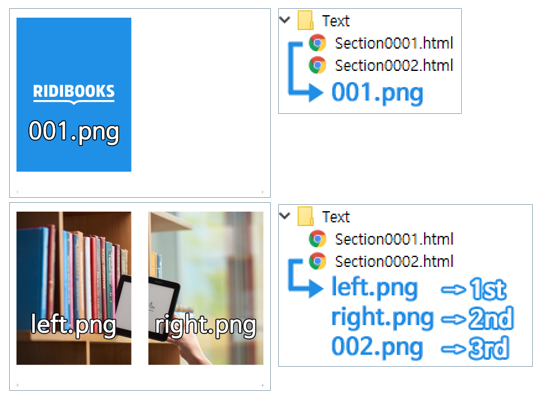 RIDIBOOKS
001.png
Text
Section0001.html
Section0002.html
001.png
left.png
right.png
Text
Section0001.html
Section0002.html
left.png ⇨1st
right.png ⇨2nd
002.png ⇨3rd